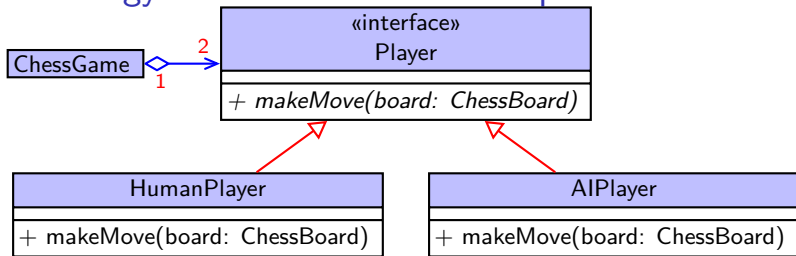 «interface»
Player
ChessGame
1
2
+ makeMove(board: ChessBoard)
HumanPlayer
+ makeMove(board: ChessBoard)
AIPlayer
+ makeMove(board: ChessBoard)